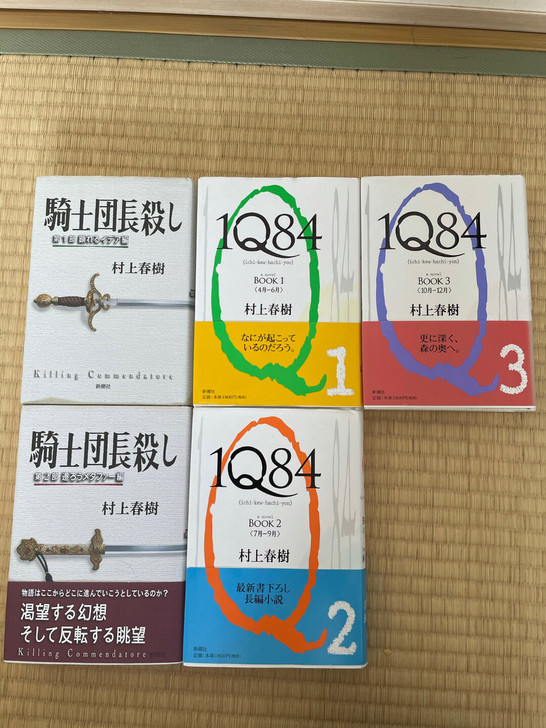 騎士団長殺し
第1部 顕れるイデア編
村上春樹
Killing Commendatore
新潮社
1Q84
(ichi-kew-hachi-yon)
a novel
BOOK 1
〈4月-6月〉
村上春樹
なにが起こって
いるのだろう。
1
新潮社
1Q84
(ichi-kew-hachi-yon)
a novel
BOOK 3
〈10月-12月〉
村上春樹
更に深く、
森の奥へ。
3
新潮社
騎士団長殺し
第2部 遷ろうメタファー編
村上春樹
物語はここからどこに進んでいこうとしているのか?
渇望する幻想
そして反転する眺望
Killing Commendatore
1Q84
(ichi-kew-hachi-yon)
a novel
BOOK 2
〈7月-9月〉
村上春樹
最新書下ろし
長編小説
2
新潮社